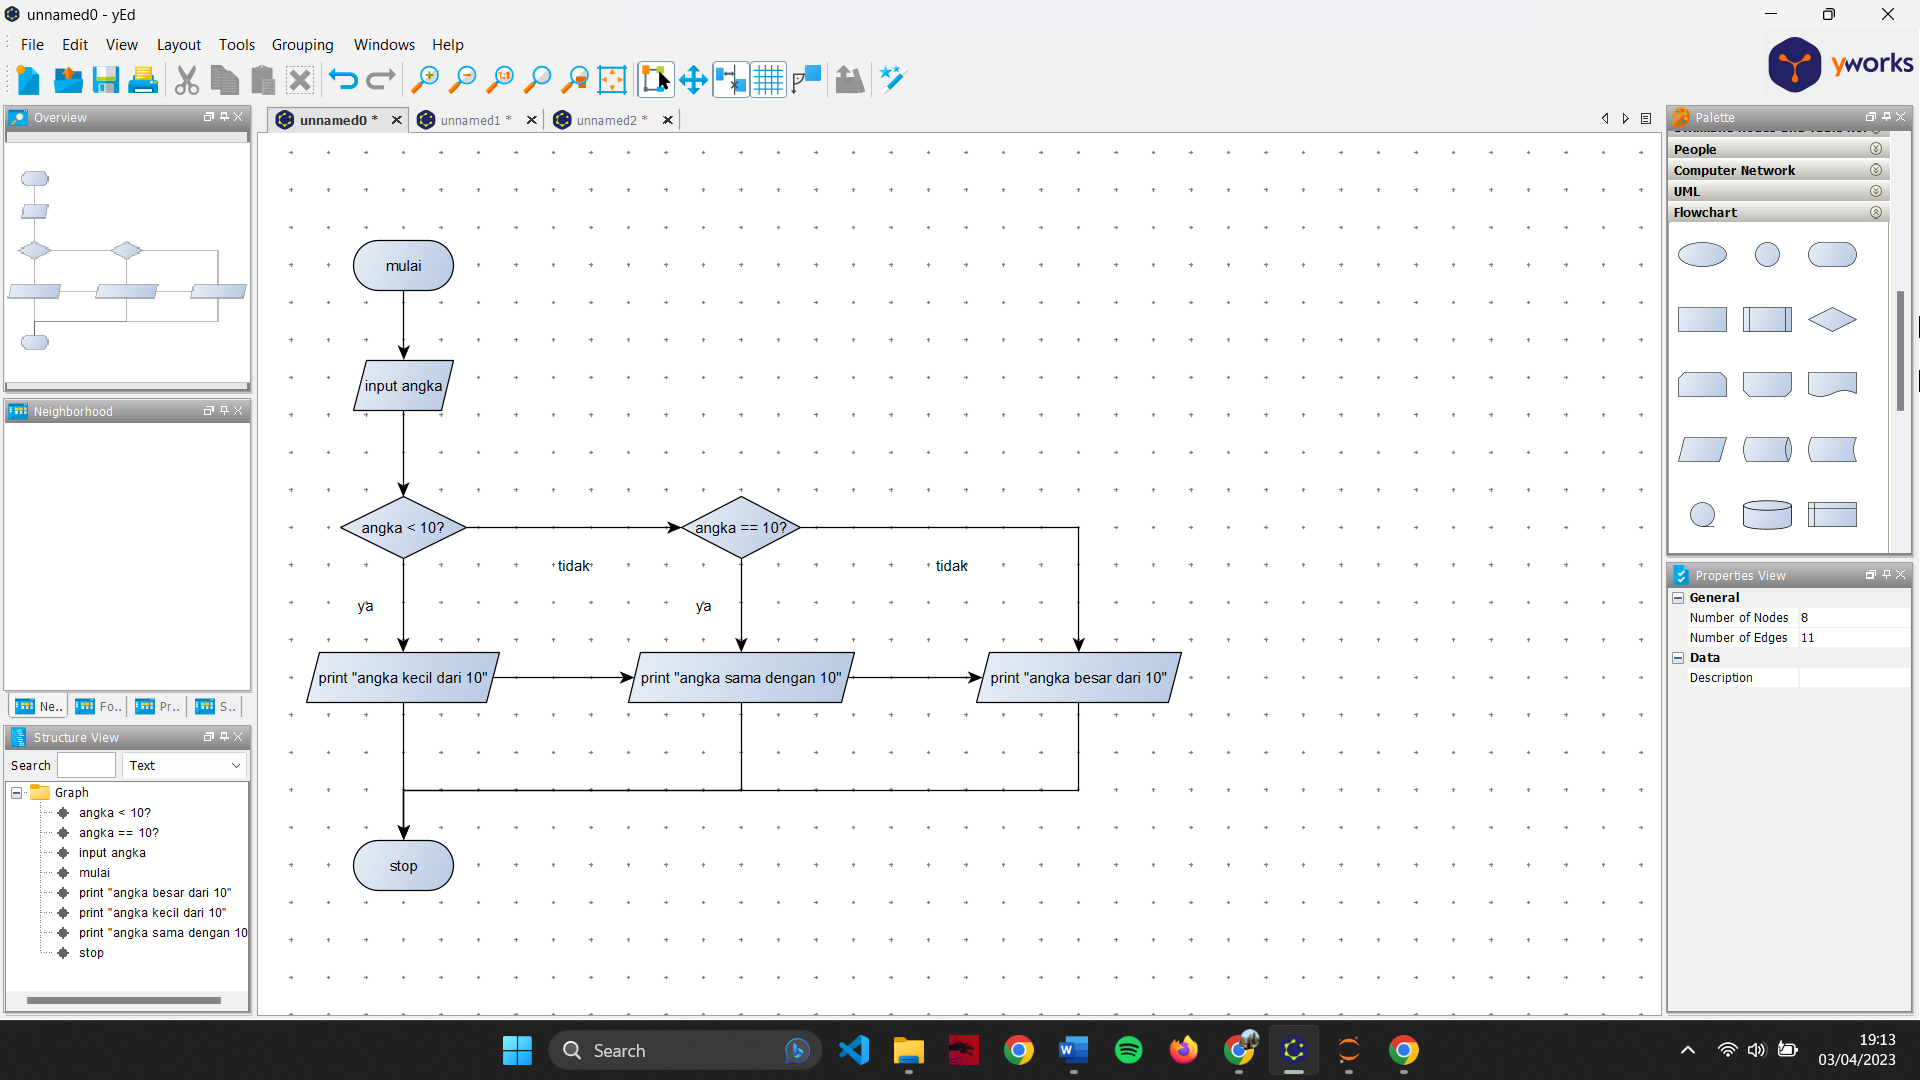 unnamed0 - yEd
File Edit View Layout Tools Grouping Windows Help
yworks
Overview
unnamed0 *
unnamed1 *
unnamed2 *
Palette
People
Computer Network
UML
Flowchart
mulai
input angka
angka < 10?
angka == 10?
tidak
tidak
ya
ya
print "angka kecil dari 10"
print "angka sama dengan 10"
print "angka besar dari 10"
stop
Neighborhood
Ne..
Fo..
Pr..
S..
Structure View
Search
Text
Graph
angka < 10?
angka == 10?
input angka
mulai
print "angka besar dari 10"
print "angka kecil dari 10"
print "angka sama dengan 10
stop
Properties View
General
Number of Nodes 8
Number of Edges 11
Data
Description
Search
19:13
03/04/2023